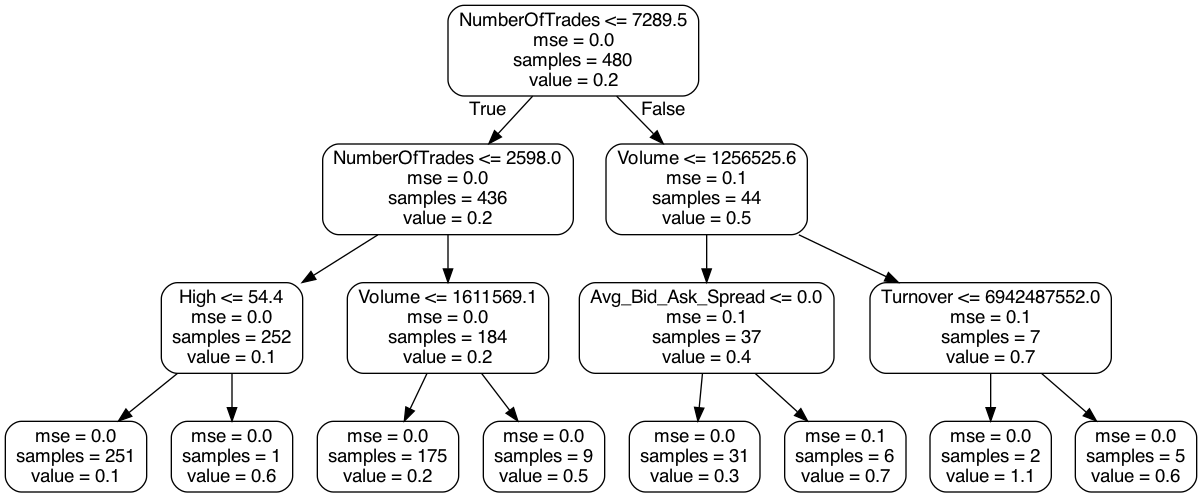 NumberOfTrades <= 7289.5
mse = 0.0
samples = 480
value = 0.2
True
False
NumberOfTrades <= 2598.0
mse = 0.0
samples = 436
value = 0.2
Volume <= 1256525.6
mse = 0.1
samples = 44
value = 0.5
High <= 54.4
mse = 0.0
samples = 252
value = 0.1
Volume <= 1611569.1
mse = 0.0
samples = 184
value = 0.2
Avg_Bid_Ask_Spread <= 0.0
mse = 0.1
samples = 37
value = 0.4
Turnover <= 6942487552.0
mse = 0.1
samples = 7
value = 0.7
mse = 0.0
samples = 251
value = 0.1
mse = 0.0
samples = 1
value = 0.6
mse = 0.0
samples = 175
value = 0.2
mse = 0.0
samples = 9
value = 0.5
mse = 0.0
samples = 31
value = 0.3
mse = 0.1
samples = 6
value = 0.7
mse = 0.0
samples = 2
value = 1.1
mse = 0.0
samples = 5
value = 0.6